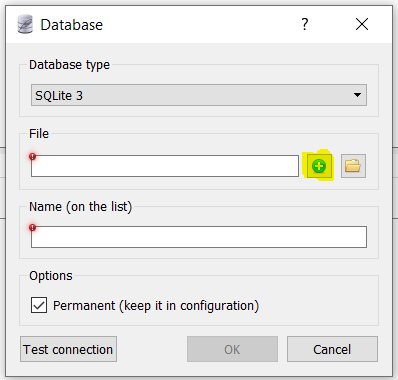 Database
Database type
SQLite 3
File
Name (on the list)
Options
Permanent (keep it in configuration)
Test connection
OK
Cancel